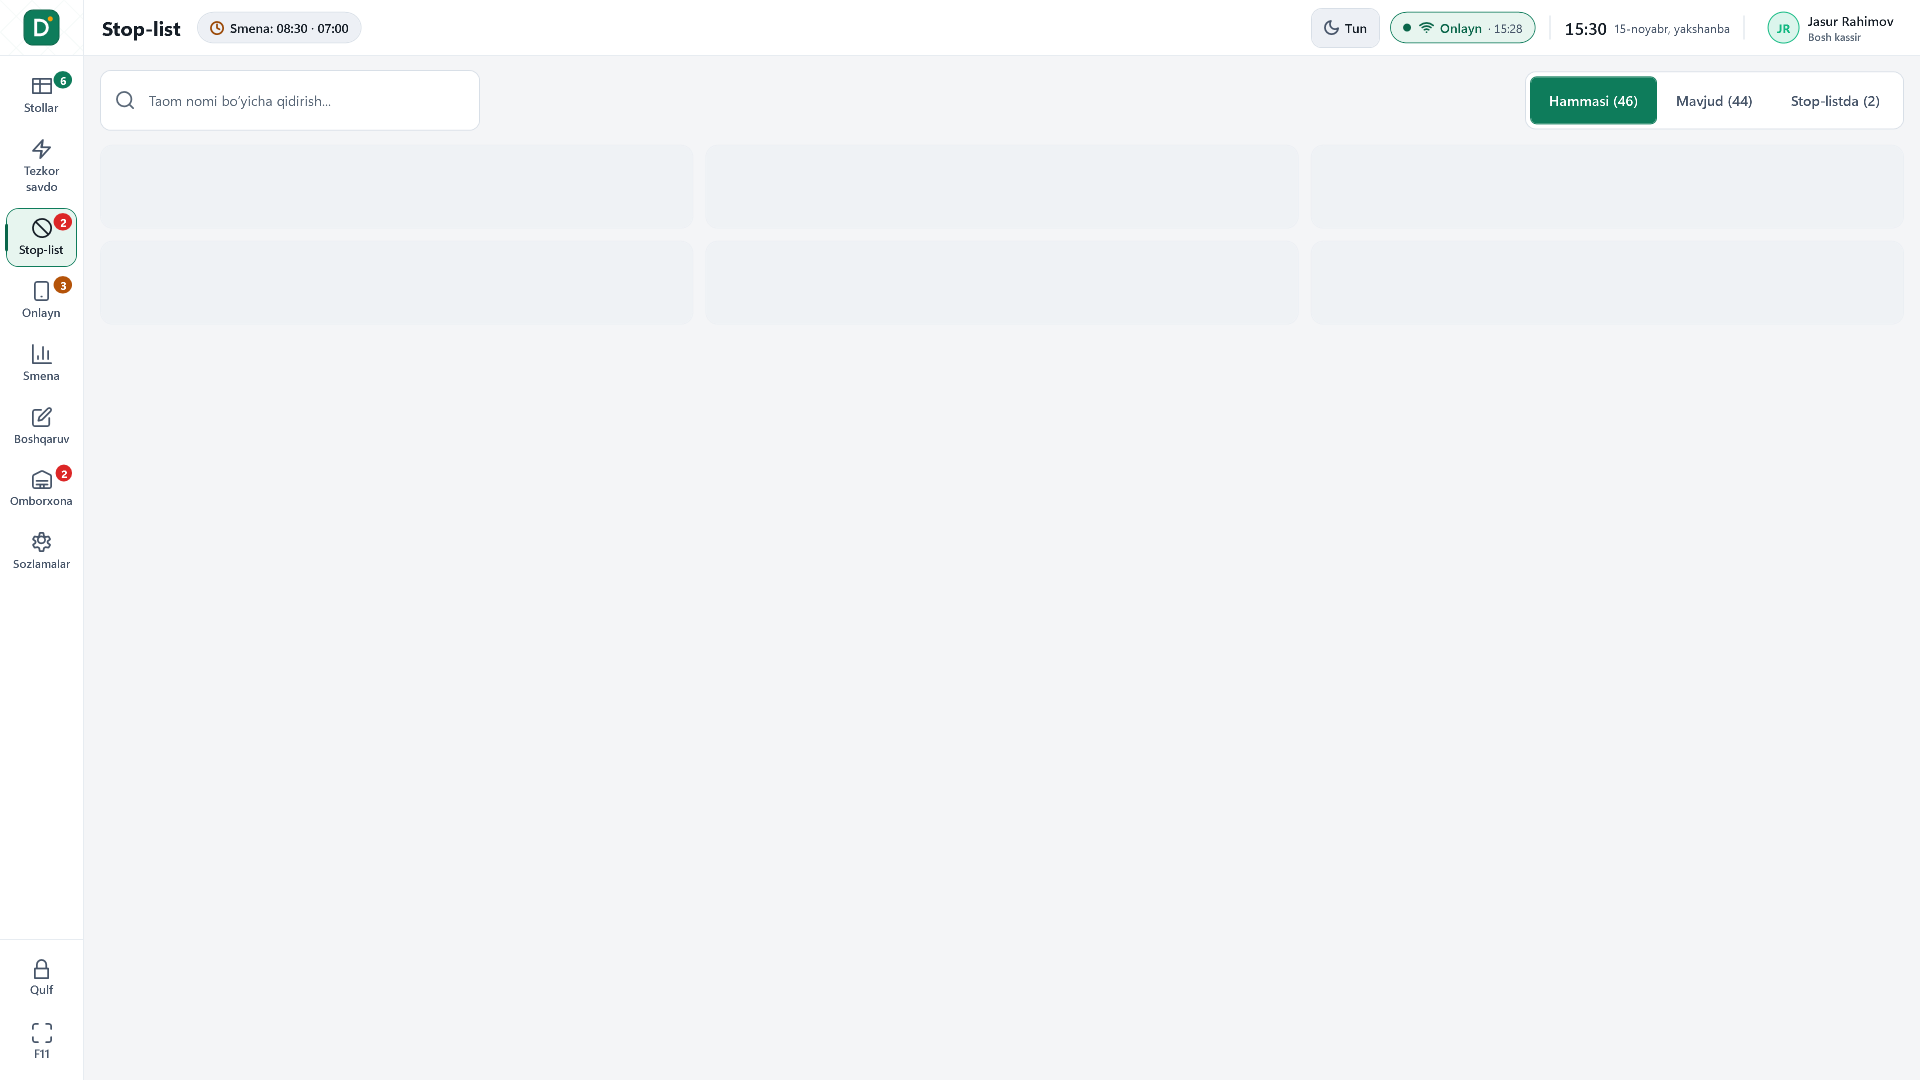 D
Stop-list
Smena: 08:30 · 07:00
Tun
Onlayn · 15:28
15:30 15-noyabr, yakshanba
JR
Jasur Rahimov
Bosh kassir
6
Stollar
Tezkor
savdo
2
Stop-list
3
Onlayn
Smena
Boshqaruv
2
Omborxona
Sozlamalar
Qulf
F11
Taom nomi bo‘yicha qidirish...
Hammasi (46)
Mavjud (44)
Stop-listda (2)